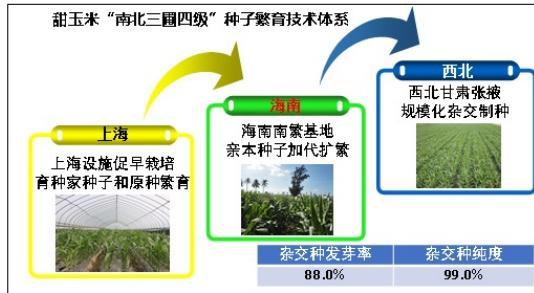 甜玉米“南北三圃四级”种子繁育技术体系
西北
西北甘肃张掖
规模化杂交制种
海南
海南南繁基地
亲本种子加代扩繁
上海
上海设施促早栽培
育种家种子和原种繁育
杂交种发芽率 杂交种纯度
88.0% 99.0%